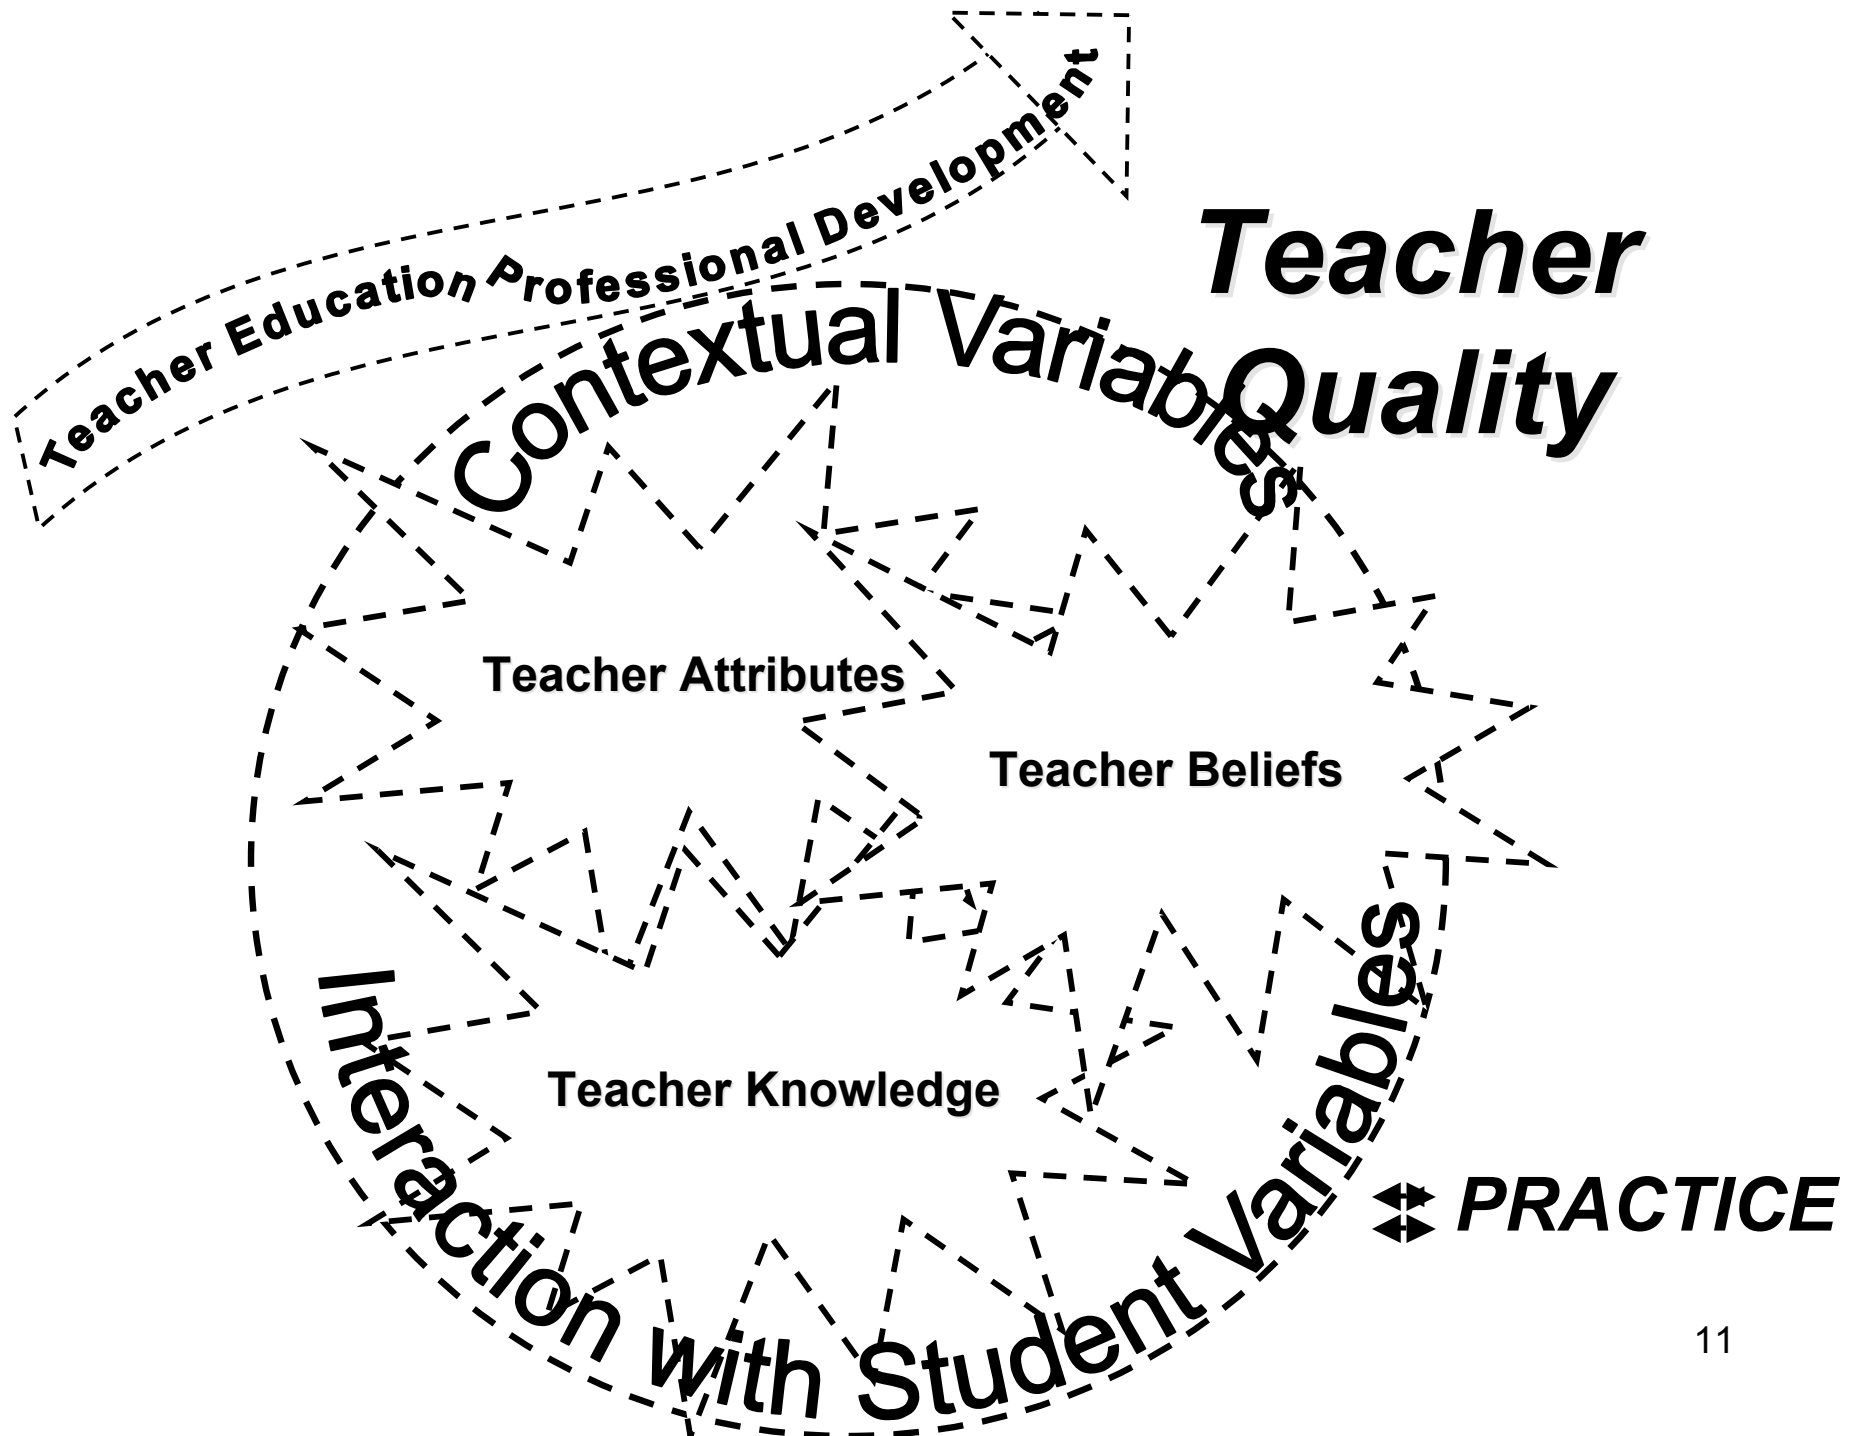 Teacher Education Professional Development
Teacher
Quality
Contextual Variables
Teacher Attributes
Teacher Beliefs
Teacher Knowledge
Interaction with Student Variables
PRACTICE
11